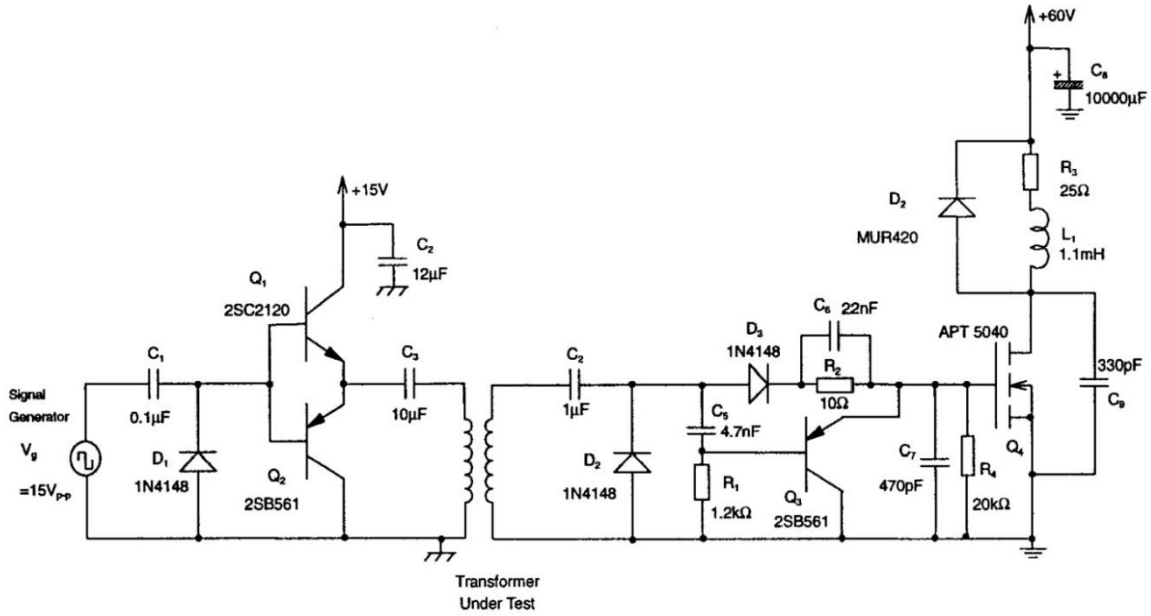 +60V
+
C₈
10000μF
R₃
25Ω
D₂
MUR420
L₁
1.1mH
+15V
C₂
12μF
Q₁
2SC2120
C₁
0.1μF
C₃
10μF
Signal
Generator
V₉
=15Vₚ₋ₚ
D₁
1N4148
Q₂
2SB561
Transformer
Under Test
C₂
1μF
D₂
1N4148
C₅
4.7nF
R₁
1.2kΩ
D₃
1N4148
C₆
22nF
R₂
10Ω
Q₃
2SB561
C₇
470pF
R₄
20kΩ
APT 5040
Q₄
330pF
C₉